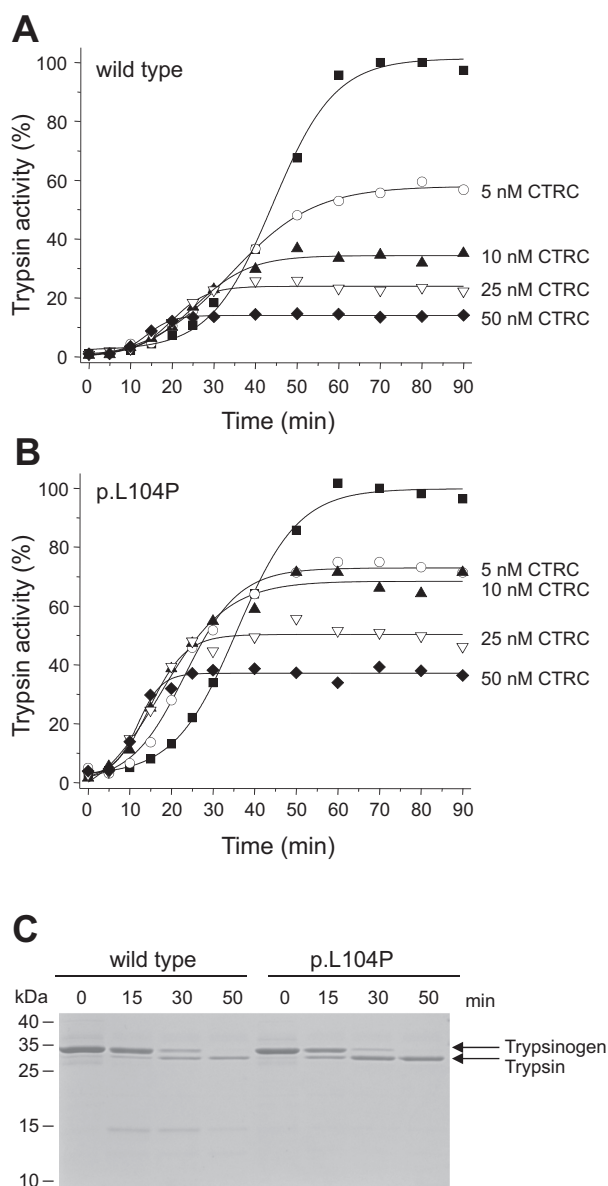 A
wild type
Trypsin activity (%)
100
80
60
40
20
0
5 nM CTRC
10 nM CTRC
25 nM CTRC
50 nM CTRC
0 10 20 30 40 50 60 70 80 90
Time (min)
B
p.L104P
Trypsin activity (%)
100
80
60
40
20
0
5 nM CTRC
10 nM CTRC
25 nM CTRC
50 nM CTRC
0 10 20 30 40 50 60 70 80 90
Time (min)
C
wild type p.L104P
kDa 0 15 30 50 0 15 30 50 min
40
35
25
15
10
Trypsinogen
Trypsin